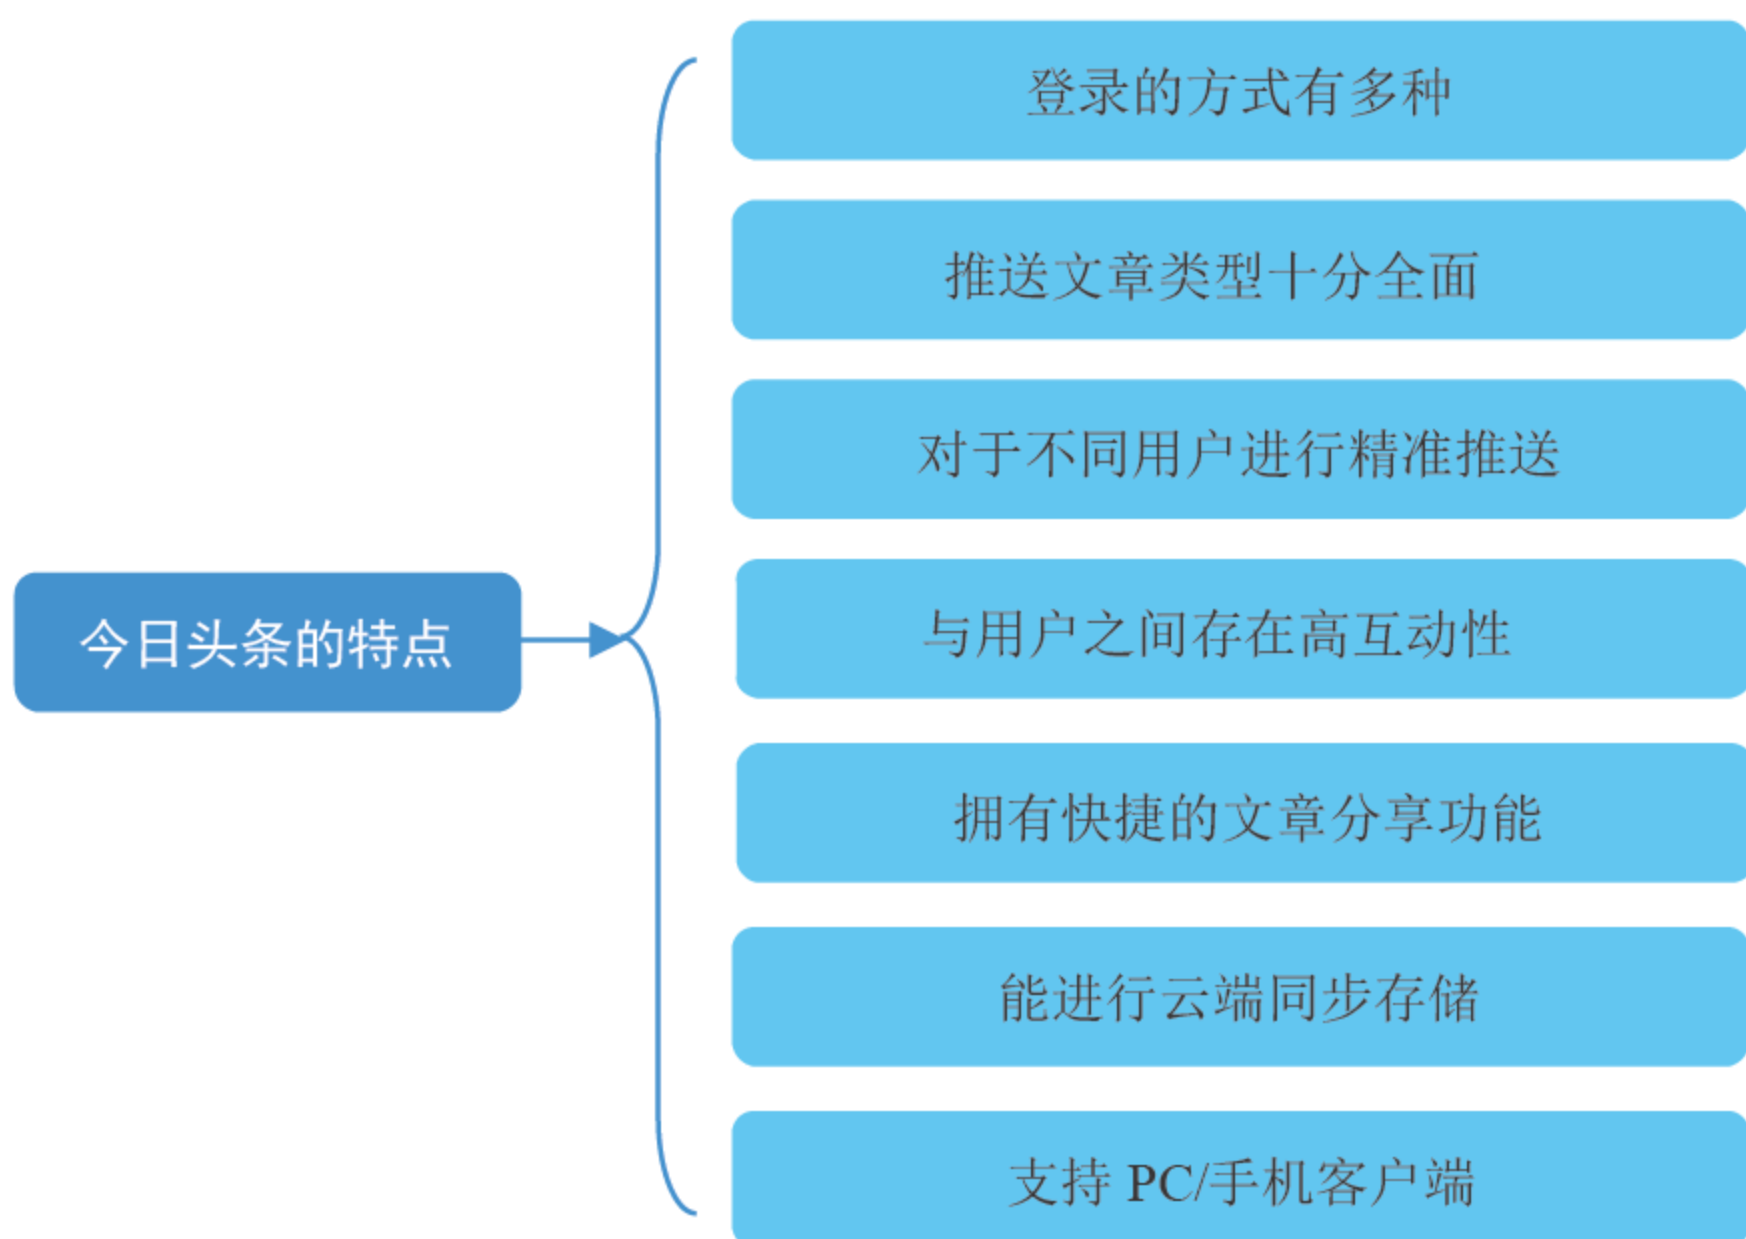 今日头条的特点
登录的方式有多种
推送文章类型十分全面
对于不同用户进行精准推送
与用户之间存在高互动性
拥有快捷的文章分享功能
能进行云端同步存储
支持 PC/手机客户端